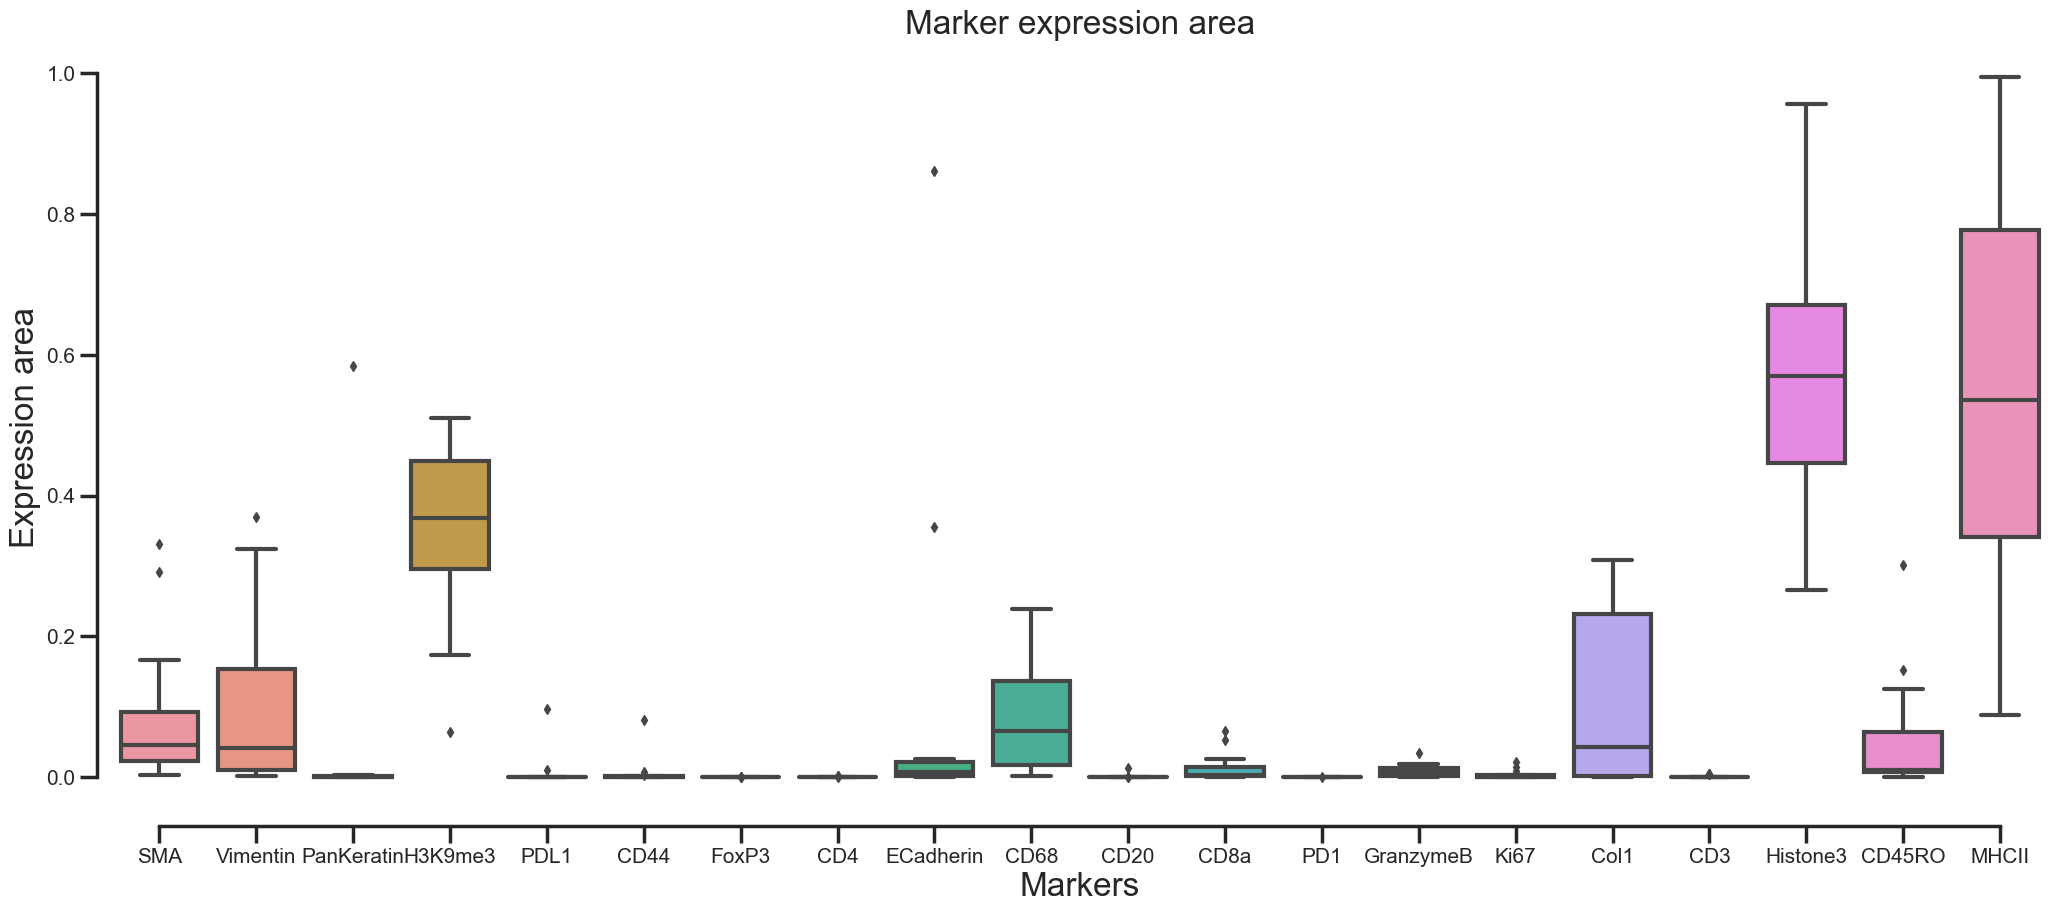 Marker expression area
1.0
0.8
0.6
0.4
0.2
0.0
Expression area
SMA Vimentin PanKeratin H3K9me3 PDL1 CD44 FoxP3 CD4 ECadherin CD68 CD20 CD8a PD1 GranzymeB Ki67 Col1 CD3 Histone3 CD45RO MHCII
Markers